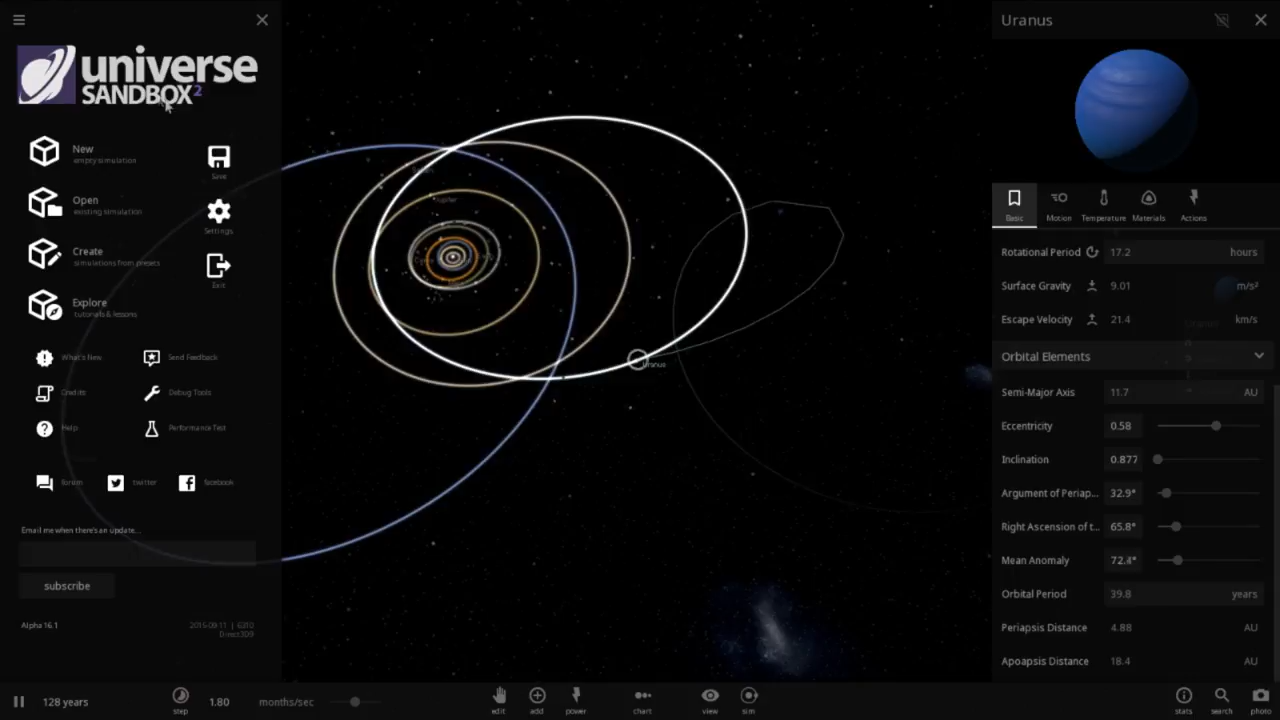 universe
SANDBOX²
New
empty simulation
Save
Open
existing simulation
Settings
Create
simulations from presets
Exit
Explore
tutorials & lessons
What's New
Send Feedback
Credits
Debug Tools
Help
Performance Test
forum
twitter
facebook
Email me when there's an update...
subscribe
Alpha 16.1
Direct3D9
Jupiter
Uranus
Uranus
Basic
Motion
Temperature
Materials
Actions
Rotational Period 17.2 hours
Surface Gravity 9.01 m/s²
Escape Velocity 21.4 km/s
Orbital Elements
Semi-Major Axis 11.7 AU
Eccentricity 0.58
Inclination 0.877
Argument of Periap... 32.9°
Right Ascension of t... 65.8°
Mean Anomaly 72.4°
Orbital Period 39.8 years
Periapsis Distance 4.88 AU
Apoapsis Distance 18.4 AU
128 years
step
1.80 months/sec
edit
add
power
chart
view
sim
stats
search
photo